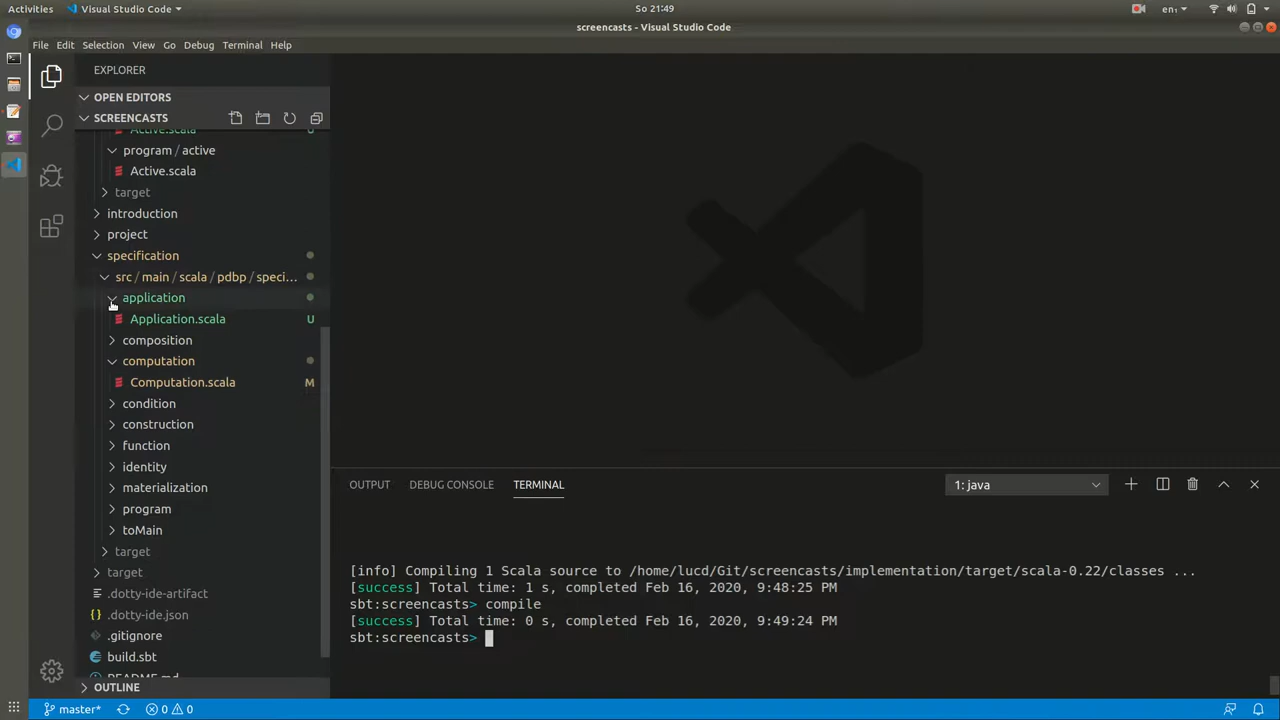 Activities Visual Studio Code So 21:49 en₁
screencasts - Visual Studio Code
File Edit Selection View Go Debug Terminal Help
EXPLORER
OPEN EDITORS
SCREENCASTS
Active.scala U
program / active
Active.scala
target
introduction
project
specification
src / main / scala / pdbp / speci...
application
Application.scala U
composition
computation
Computation.scala M
condition
construction
function
identity
materialization
program
toMain
target
target
.dotty-ide-artifact
{} .dotty-ide.json
.gitignore
build.sbt
README.md
OUTLINE
OUTPUT DEBUG CONSOLE TERMINAL 1: java
[info] Compiling 1 Scala source to /home/lucd/Git/screencasts/implementation/target/scala-0.22/classes ...
[success] Total time: 1 s, completed Feb 16, 2020, 9:48:25 PM
sbt:screencasts> compile
[success] Total time: 0 s, completed Feb 16, 2020, 9:49:24 PM
sbt:screencasts>
master* 0 0